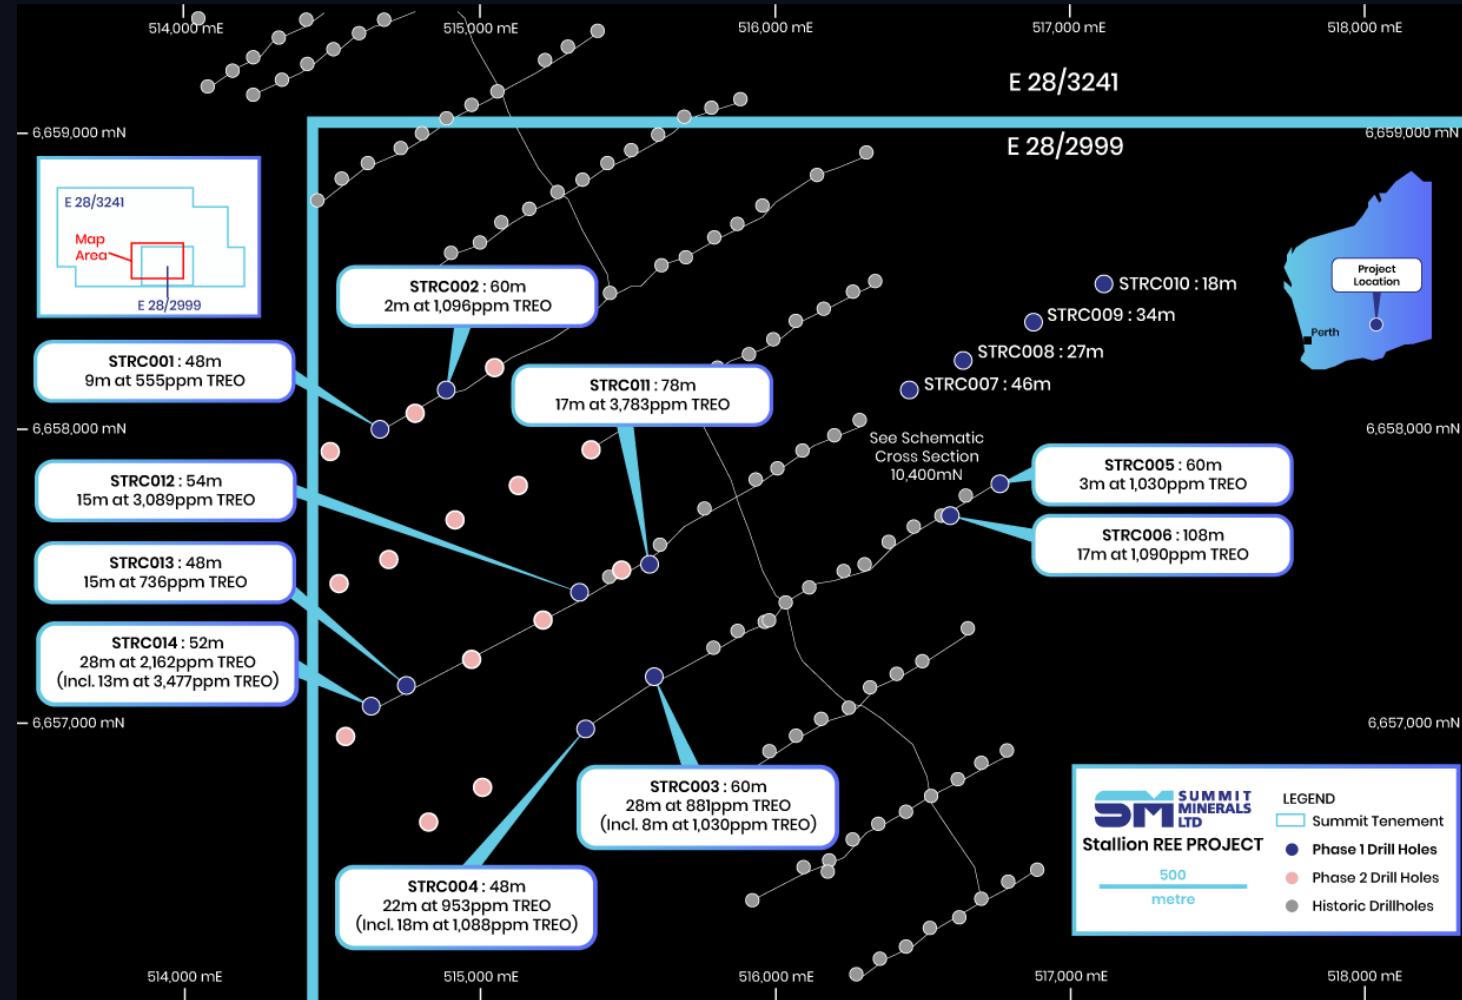 514,000 mE
515,000 mE
516,000 mE
517,000 mE
518,000 mE
E 28/3241
6,659,000 mN
6,659,000 mN
E 28/2999
E 28/3241
Map
Area
E 28/2999
Project
Location
Perth
STRC002 : 60m
2m at 1,096ppm TREO
STRC010 : 18m
STRC009 : 34m
STRC008 : 27m
STRC007 : 46m
STRC001 : 48m
9m at 555ppm TREO
STRC011 : 78m
17m at 3,783ppm TREO
6,658,000 mN
6,658,000 mN
See Schematic
Cross Section
10,400mN
STRC005 : 60m
3m at 1,030ppm TREO
STRC012 : 54m
15m at 3,089ppm TREO
STRC006 : 108m
17m at 1,090ppm TREO
STRC013 : 48m
15m at 736ppm TREO
STRC014 : 52m
28m at 2,162ppm TREO
(Incl. 13m at 3,477ppm TREO)
6,657,000 mN
6,657,000 mN
STRC003 : 60m
28m at 881ppm TREO
(Incl. 8m at 1,030ppm TREO)
STRC004 : 48m
22m at 953ppm TREO
(Incl. 18m at 1,088ppm TREO)
SM SUMMIT
MINERALS
LTD
Stallion REE PROJECT
500
metre
LEGEND
Summit Tenement
Phase 1 Drill Holes
Phase 2 Drill Holes
Historic Drillholes
514,000 mE
515,000 mE
516,000 mE
517,000 mE
518,000 mE